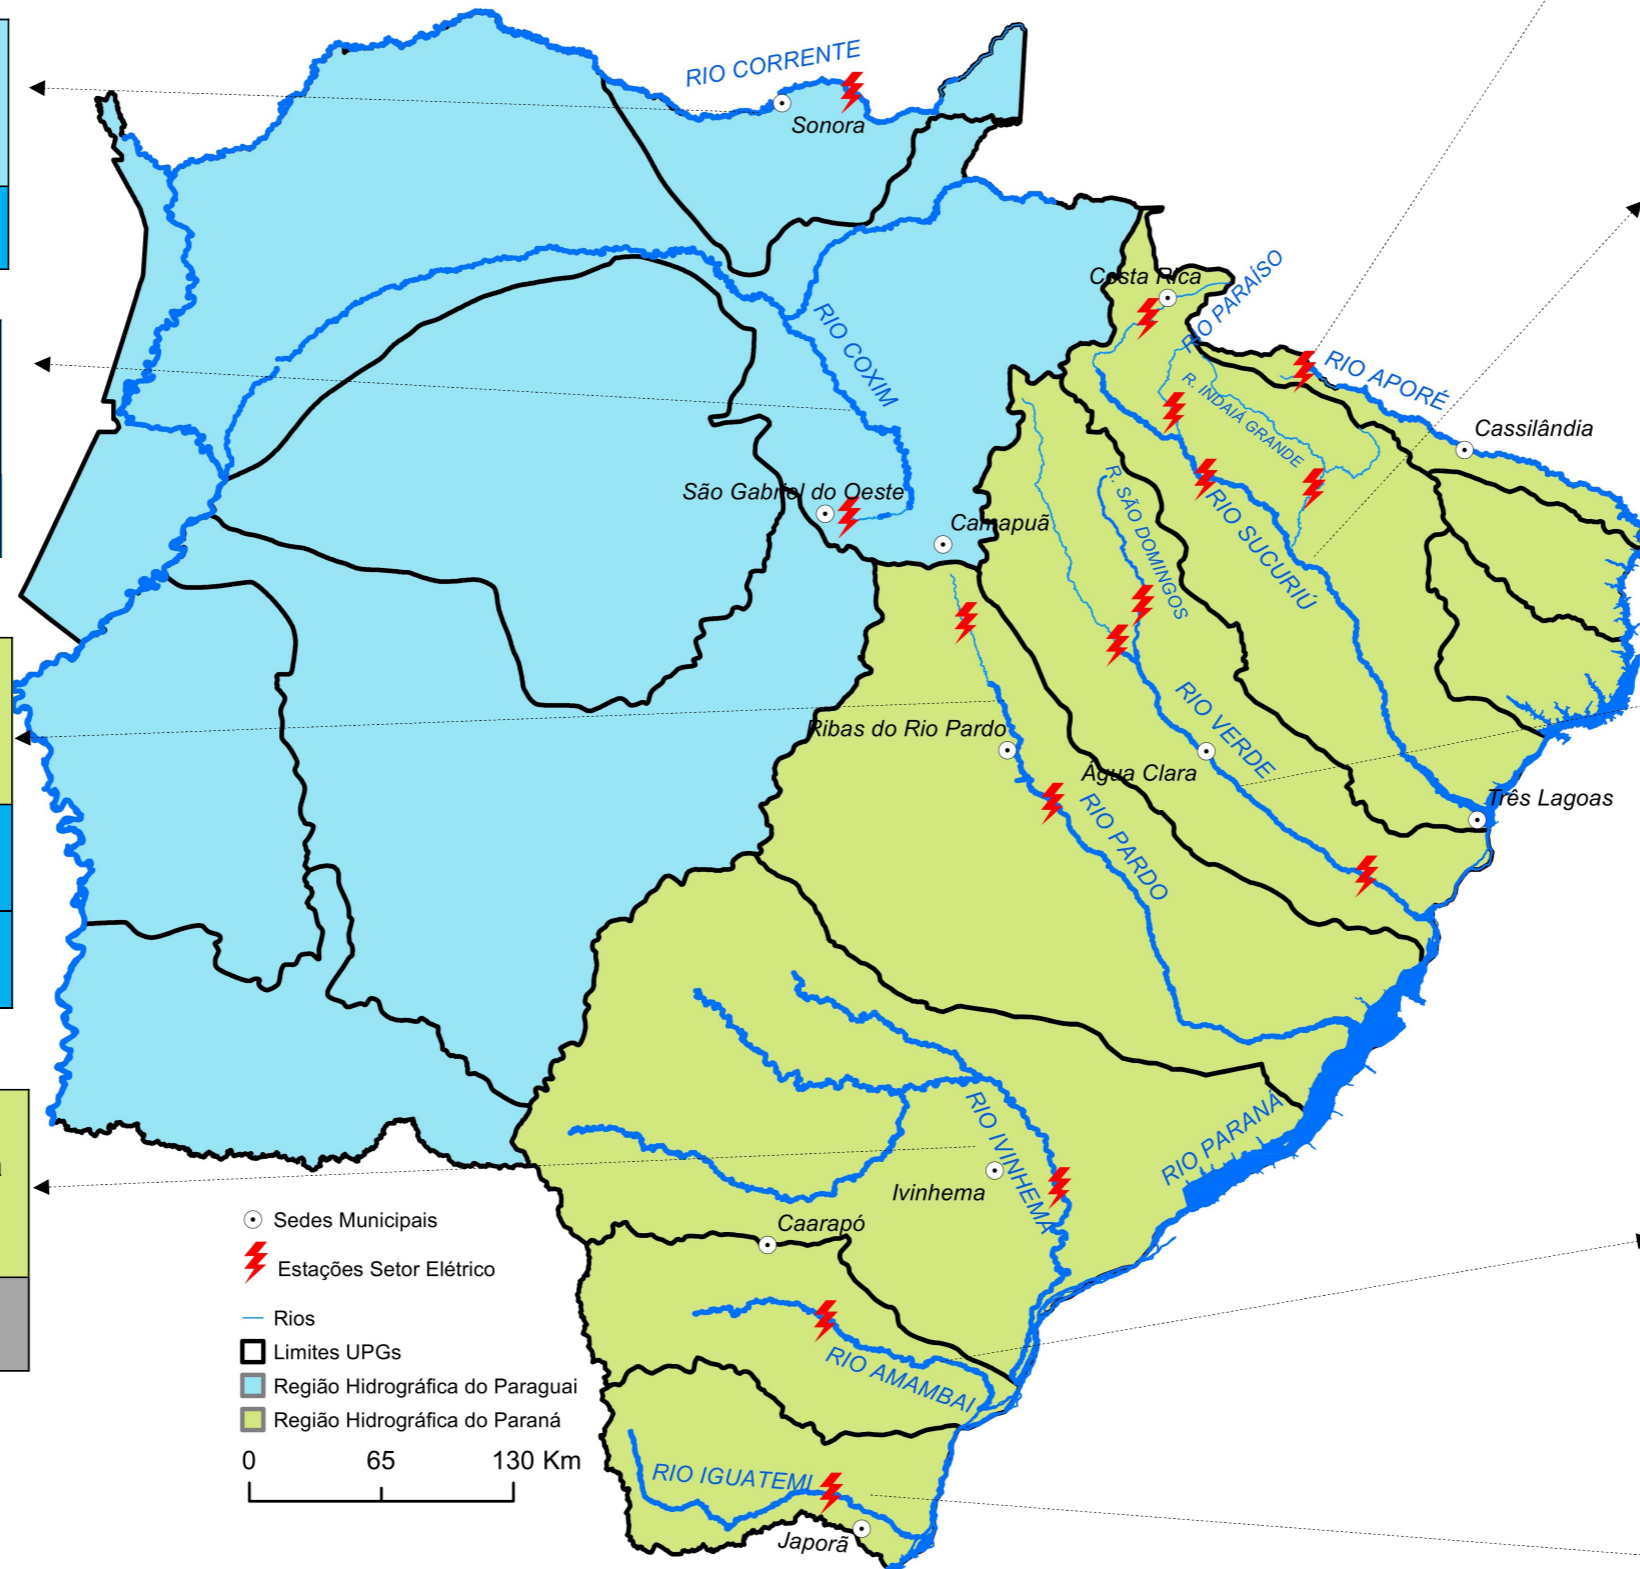 RIO CORRENTE
Sonora
Costa Rica
RIO PARAÍSO
RIO COXIM
RIO APORÉ
R. INDAIÁ GRANDE
Cassilândia
São Gabriel do Oeste
R. SÃO DOMINGOS
RIO SUCURIÚ
Camapuã
Ribas do Rio Pardo
RIO VERDE
Água Clara
RIO PARDO
Três Lagoas
RIO IVINHEMA
RIO PARANÁ
Ivinhema
Caarapó
Sedes Municipais
Estações Setor Elétrico
Rios
Limites UPGs
Região Hidrográfica do Paraguai
Região Hidrográfica do Paraná
RIO AMAMBAI
0 65 130 Km
RIO IGUATEMI
Japorã